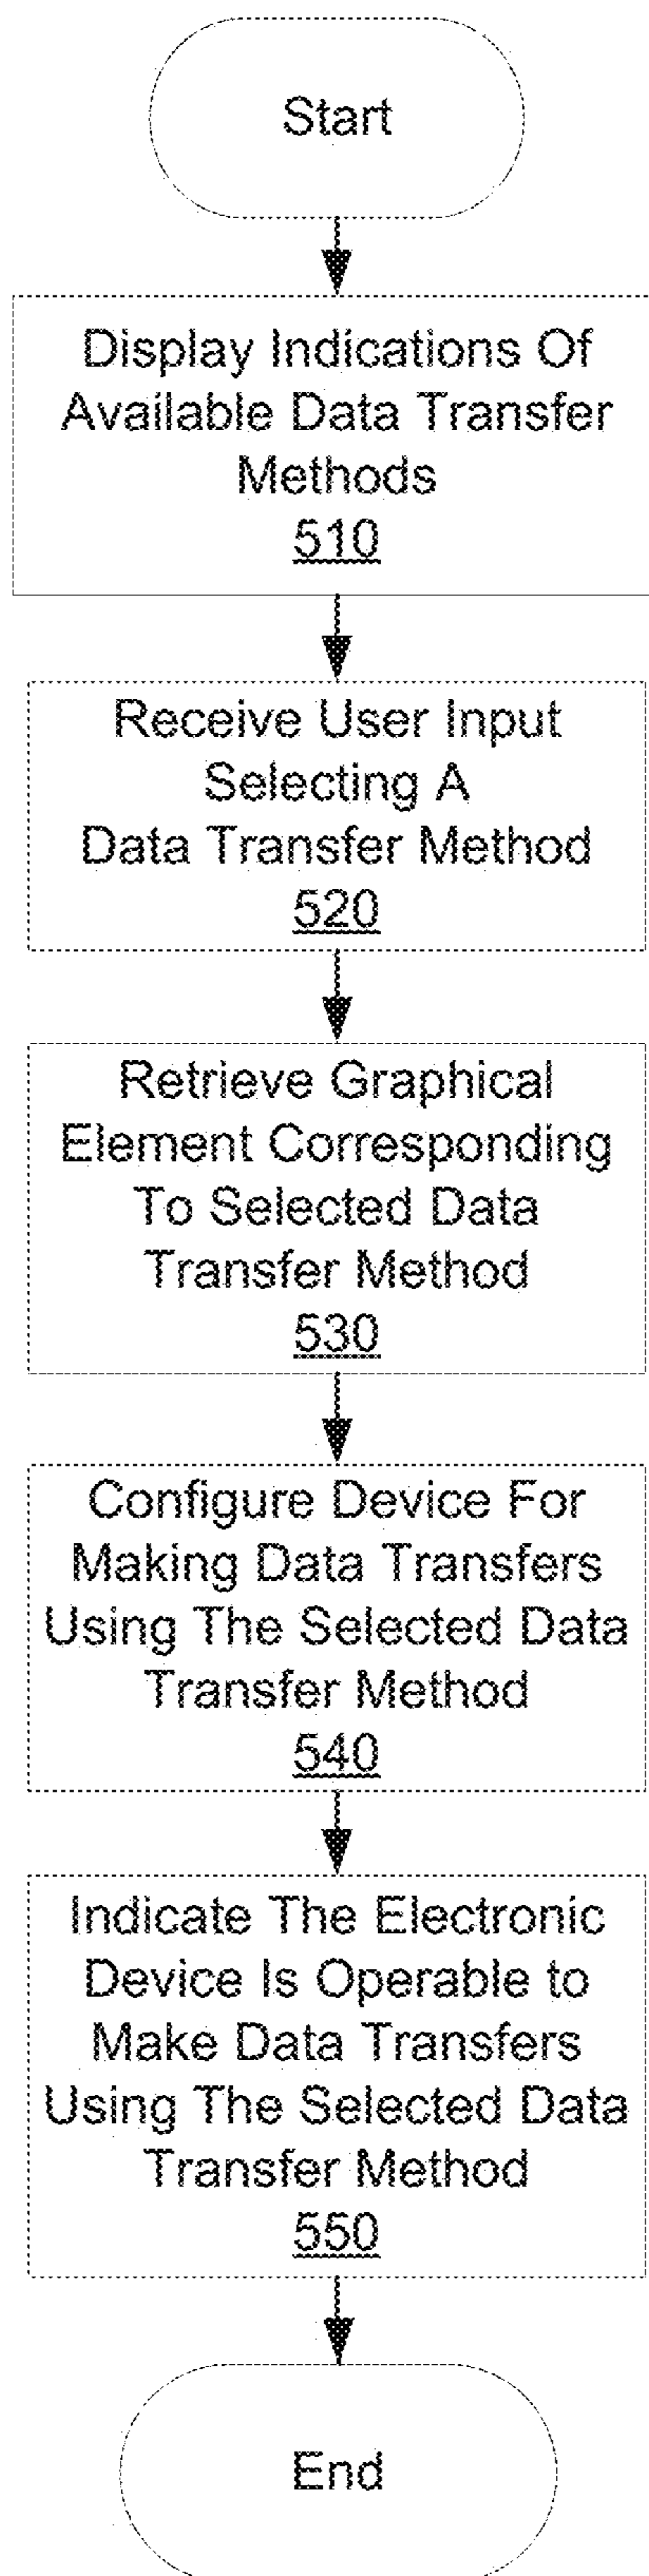 Start
Display Indications Of
Available Data Transfer
Methods
510
Receive User Input
Selecting A
Data Transfer Method
520
Retrieve Graphical
Element Corresponding
To Selected Data
Transfer Method
530
Configure Device For
Making Data Transfers
Using The Selected Data
Transfer Method
540
Indicate The Electronic
Device Is Operable to
Make Data Transfers
Using The Selected Data
Transfer Method
550
End